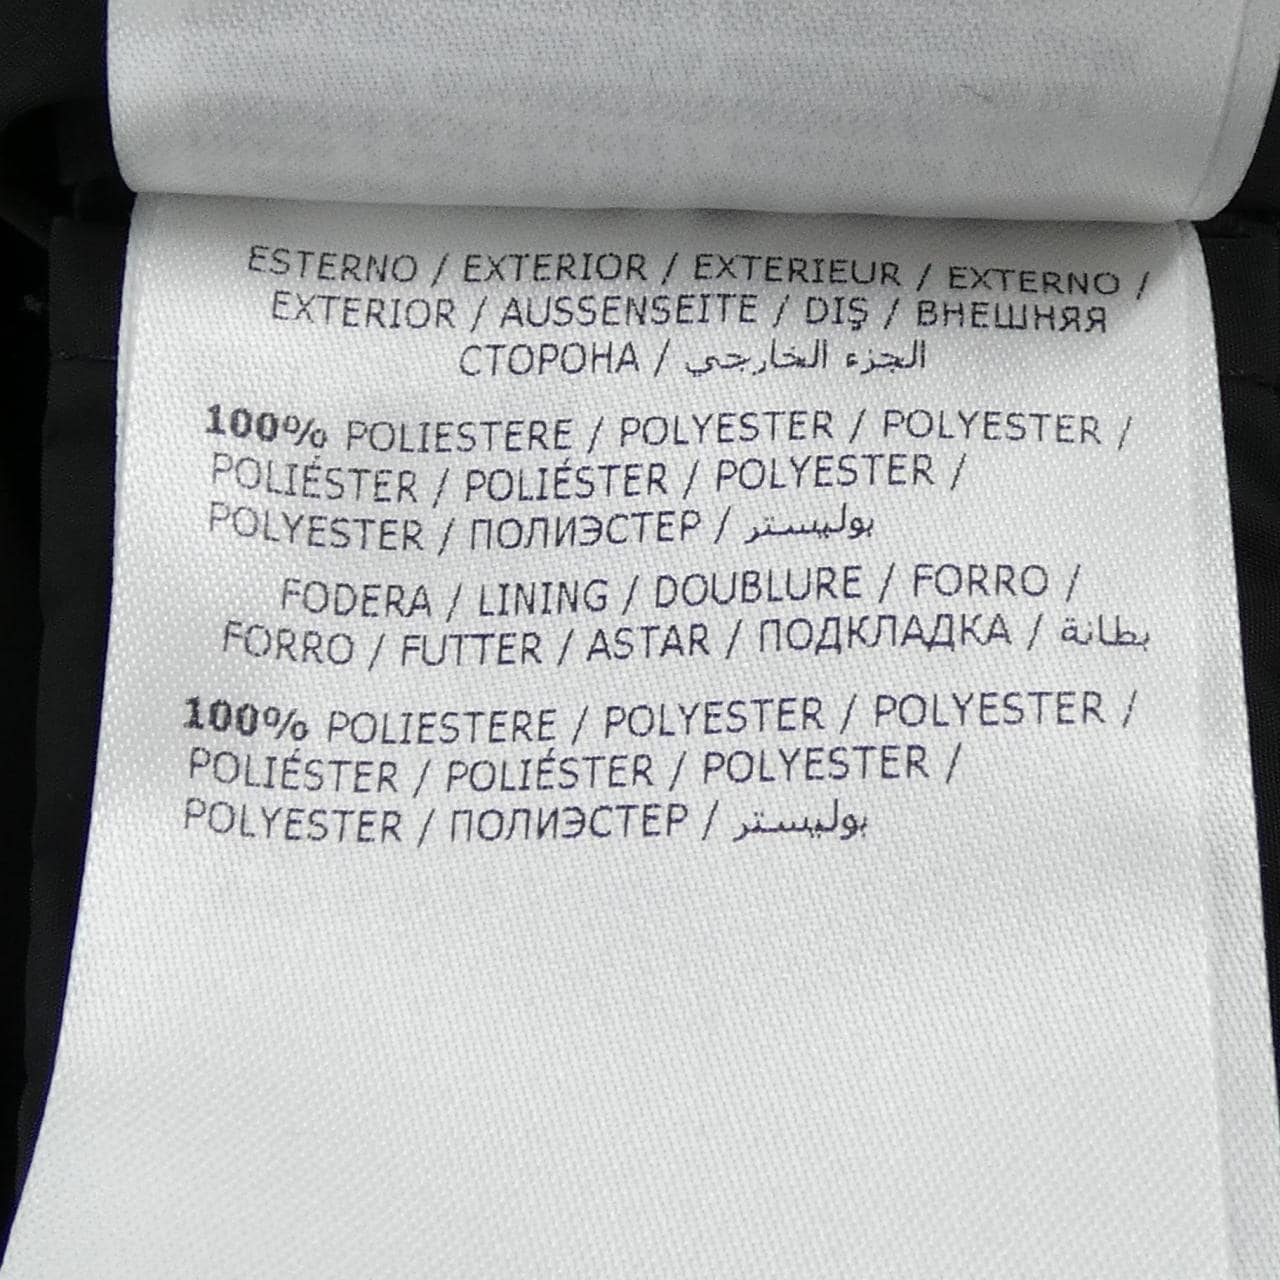 ESTERNO / EXTERIOR / EXTERIEUR / EXTERNO /
EXTERIOR / AUSSENSEITE / DIŞ / ВНЕШНЯЯ
СТОРОНА / الجزء الخارجي
100% POLIESTERE / POLYESTER / POLYESTER /
POLIÉSTER / POLIÉSTER / POLYESTER /
POLYESTER / ПОЛИЭСТЕР / بوليستر
FODERA / LINING / DOUBLURE / FORRO /
FORRO / FUTTER / ASTAR / ПОДКЛАДКА / بطانة
100% POLIESTERE / POLYESTER / POLYESTER /
POLIÉSTER / POLIÉSTER / POLYESTER /
POLYESTER / ПОЛИЭСТЕР / بوليستر